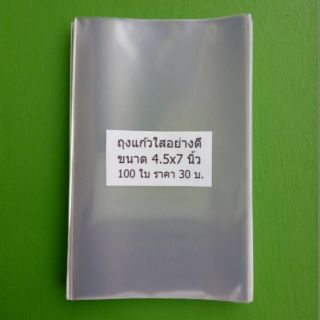 ถุงแก้วใสอย่างดี
ขนาด 4.5x7 นิ้ว
100 ใบ ราคา 30 บ.